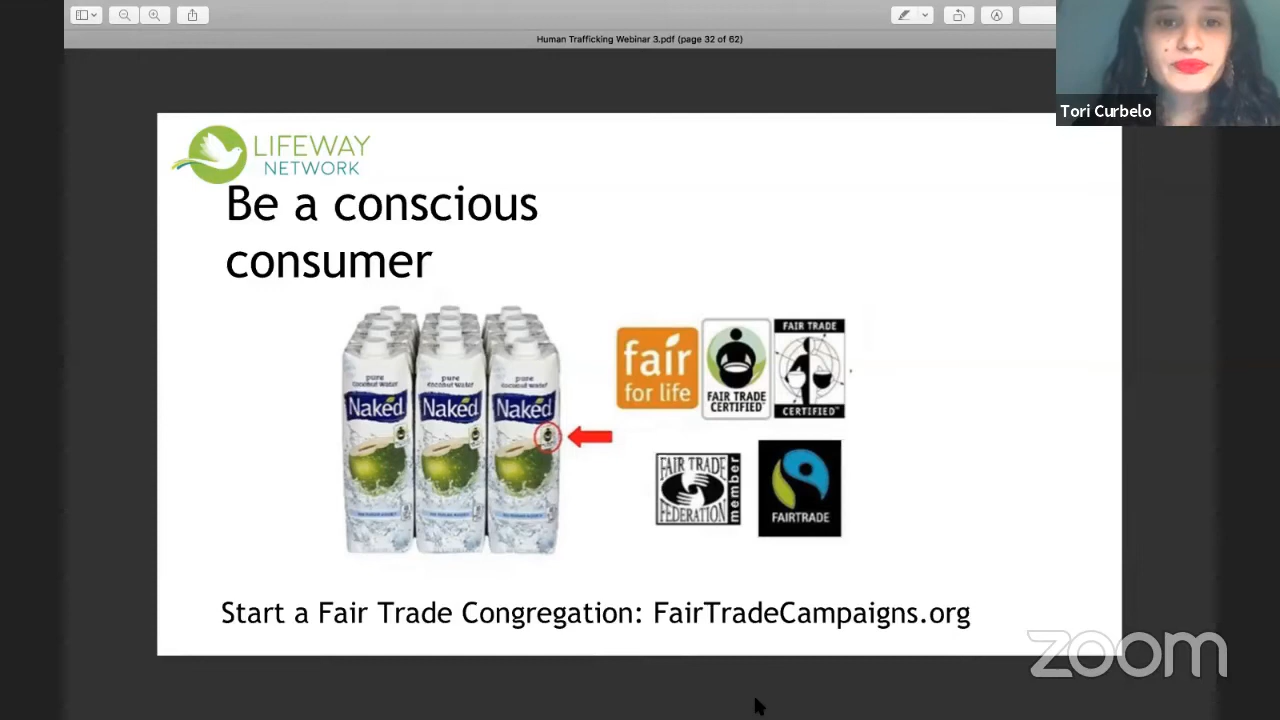 Human Trafficking Webinar 3.pdf (page 32 of 62)
Tori Curbelo
LIFEWAY
NETWORK
Be a conscious
consumer
pure
coconut water
Naked
pure
coconut water
Naked
pure
coconut water
Naked
fair
for life
FAIR TRADE
CERTIFIED™
FAIR TRADE
CERTIFIED™
FAIR TRADE
FEDERATION
member
FAIRTRADE
Start a Fair Trade Congregation: FairTradeCampaigns.org
zoom